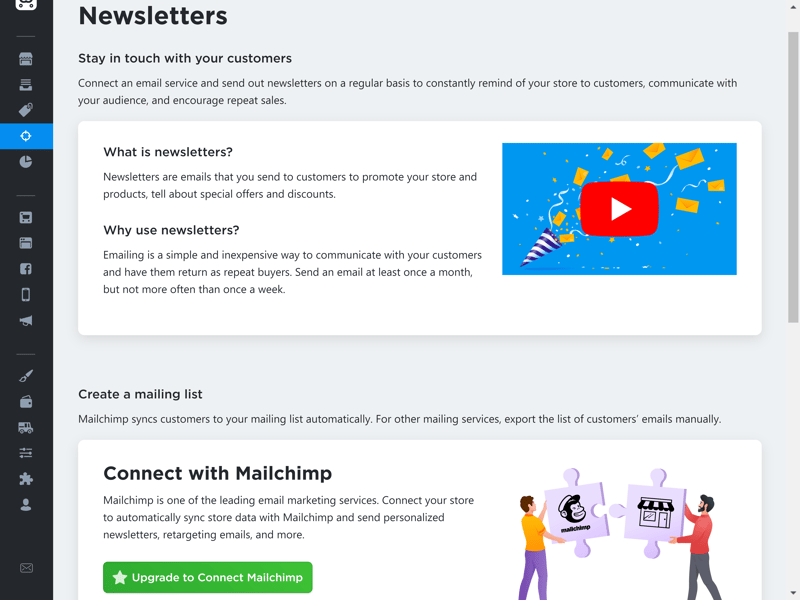 Newsletters
Stay in touch with your customers
Connect an email service and send out newsletters on a regular basis to constantly remind of your store to customers, communicate with
your audience, and encourage repeat sales.
What is newsletters?
Newsletters are emails that you send to customers to promote your store and
products, tell about special offers and discounts.
Why use newsletters?
Emailing is a simple and inexpensive way to communicate with your customers
and have them return as repeat buyers. Send an email at least once a month,
but not more often than once a week.
Create a mailing list
Mailchimp syncs customers to your mailing list automatically. For other mailing services, export the list of customers’ emails manually.
Connect with Mailchimp
Mailchimp is one of the leading email marketing services. Connect your store
to automatically sync store data with Mailchimp and send personalized
newsletters, retargeting emails, and more.
Upgrade to Connect Mailchimp
mailchimp